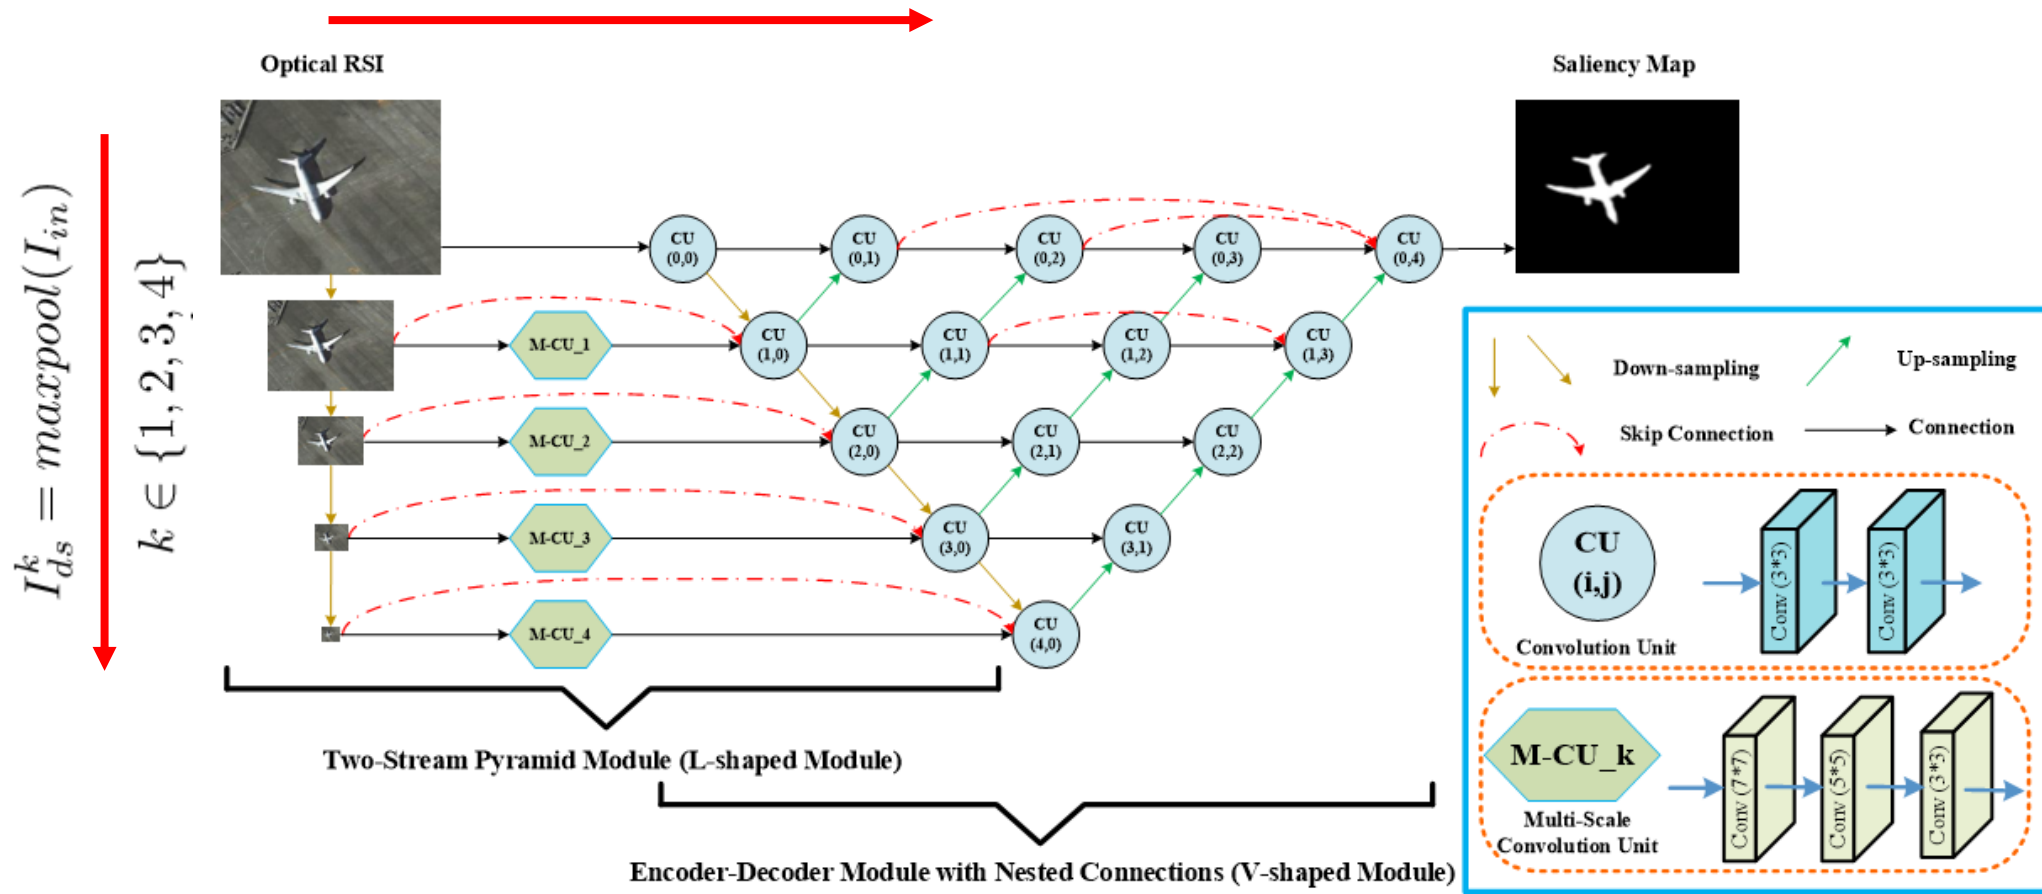 Optical RSI
Saliency Map
I_{ds}^{k} = maxpool(I_{in})
k ∈ {1, 2, 3, 4}
CU
(0,0)
CU
(0,1)
CU
(0,2)
CU
(0,3)
CU
(0,4)
M-CU_1
CU
(1,0)
CU
(1,1)
CU
(1,2)
CU
(1,3)
M-CU_2
CU
(2,0)
CU
(2,1)
CU
(2,2)
M-CU_3
CU
(3,0)
CU
(3,1)
M-CU_4
CU
(4,0)
Two-Stream Pyramid Module (L-shaped Module)
Encoder-Decoder Module with Nested Connections (V-shaped Module)
Down-sampling
Up-sampling
Skip Connection
Connection
CU
(i,j)
Convolution Unit
Conv (3*3)
Conv (3*3)
M-CU_k
Multi-Scale
Convolution Unit
Conv (7*7)
Conv (5*5)
Conv (3*3)